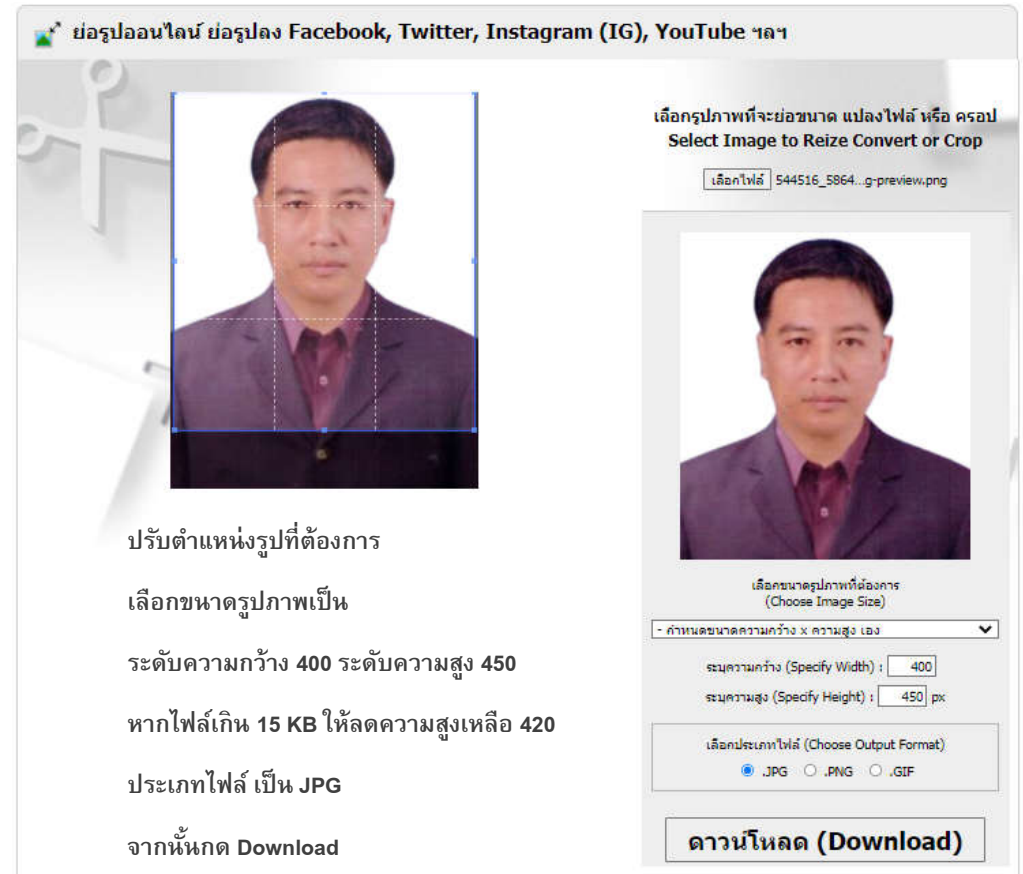 ย่อรูปออนไลน์ ย่อรูปลง Facebook, Twitter, Instagram (IG), YouTube ฯลฯ
เลือกรูปภาพที่จะย่อขนาด แปลงไฟล์ หรือ ครอป
Select Image to Reize Convert or Crop
เลือกไฟล์ 544516_5864...g-preview.png
ปรับตำแหน่งรูปที่ต้องการ
เลือกขนาดรูปภาพเป็น
ระดับความกว้าง 400 ระดับความสูง 450
หากไฟล์เกิน 15 KB ให้ลดความสูงเหลือ 420
ประเภทไฟล์ เป็น JPG
จากนั้นกด Download
เลือกขนาดรูปภาพที่ต้องการ
(Choose Image Size)
- กำหนดขนาดความกว้าง x ความสูง เอง
ระบุความกว้าง (Specify Width) : 400
ระบุความสูง (Specify Height) : 450 px
เลือกประเภทไฟล์ (Choose Output Format)
.JPG .PNG .GIF
ดาวน์โหลด (Download)